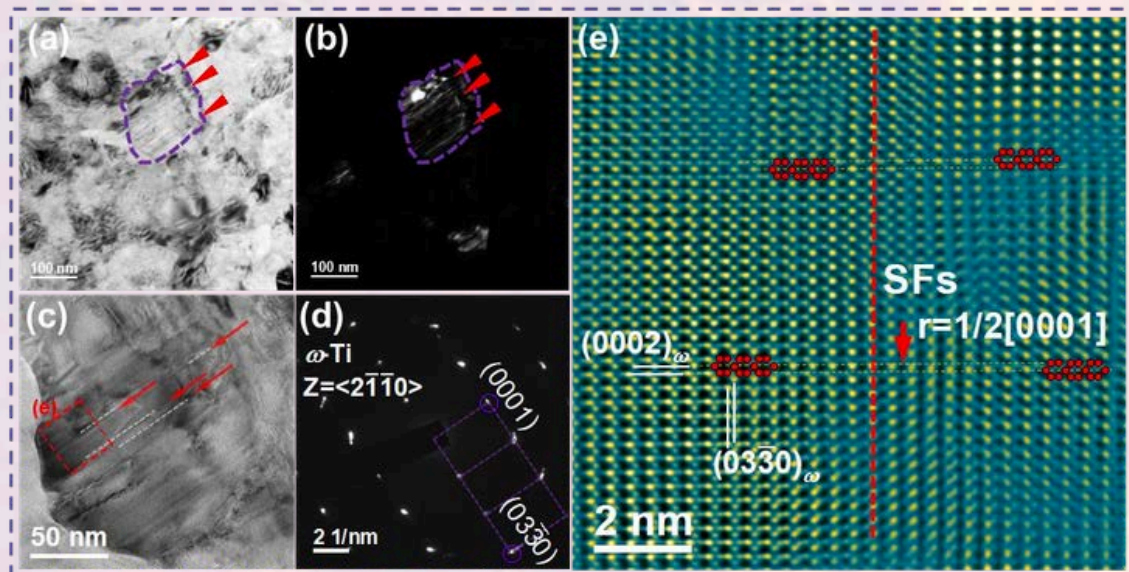 (a)
100 nm
(b)
100 nm
(c)
(e)
50 nm
(d)
ω-Ti
Z=<21̄1̄0>
(0001)
(033̄0)
2 1/nm
(e)
SFs
r=1/2[0001]
(0002)ω
(033̄0)ω
2 nm